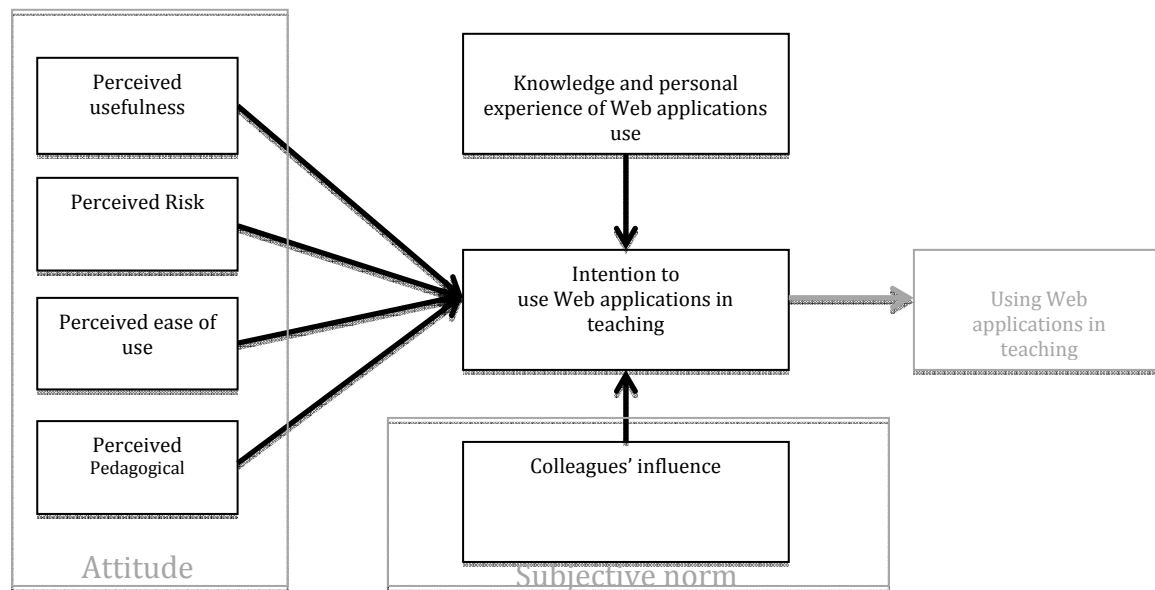 Perceived
usefulness
Perceived Risk
Perceived ease of
use
Perceived
Pedagogical
Attitude
Knowledge and personal
experience of Web applications
use
Intention to
use Web applications in
teaching
Colleagues’ influence
Subjective norm
Using Web
applications in
teaching